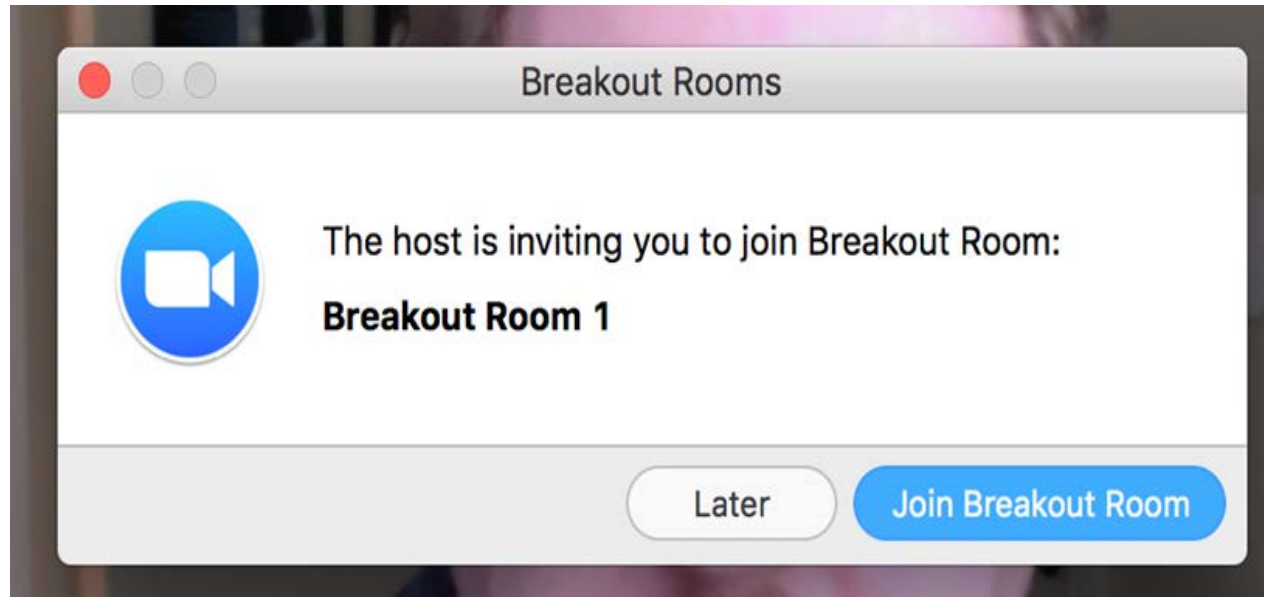 Breakout Rooms
The host is inviting you to join Breakout Room:
Breakout Room 1
Later
Join Breakout Room